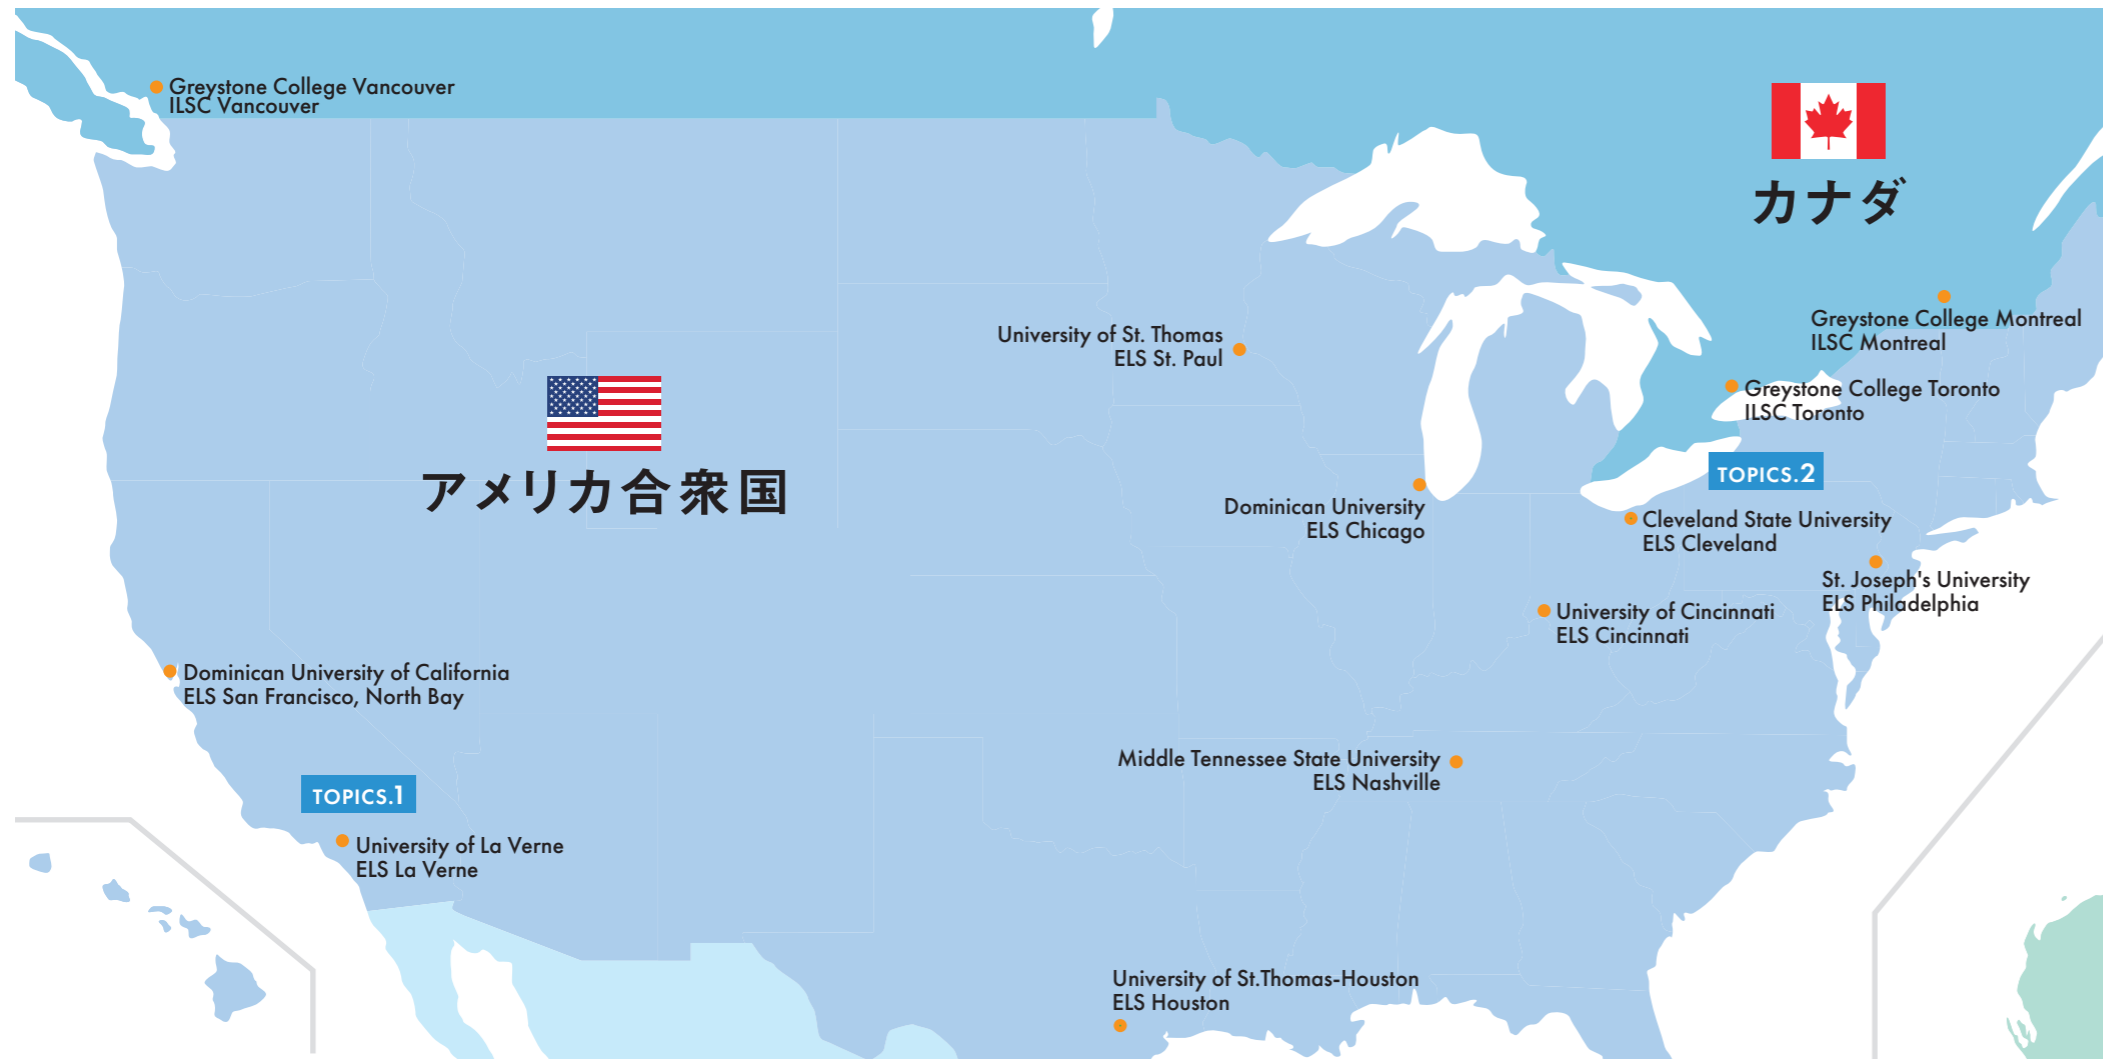 Greystone College Vancouver
ILSC Vancouver
カナダ
Greystone College Montreal
ILSC Montreal
University of St. Thomas
ELS St. Paul
Greystone College Toronto
ILSC Toronto
アメリカ合衆国
TOPICS.2
Dominican University
ELS Chicago
Cleveland State University
ELS Cleveland
St. Joseph's University
ELS Philadelphia
University of Cincinnati
ELS Cincinnati
Dominican University of California
ELS San Francisco, North Bay
Middle Tennessee State University
ELS Nashville
TOPICS.1
University of La Verne
ELS La Verne
University of St.Thomas-Houston
ELS Houston